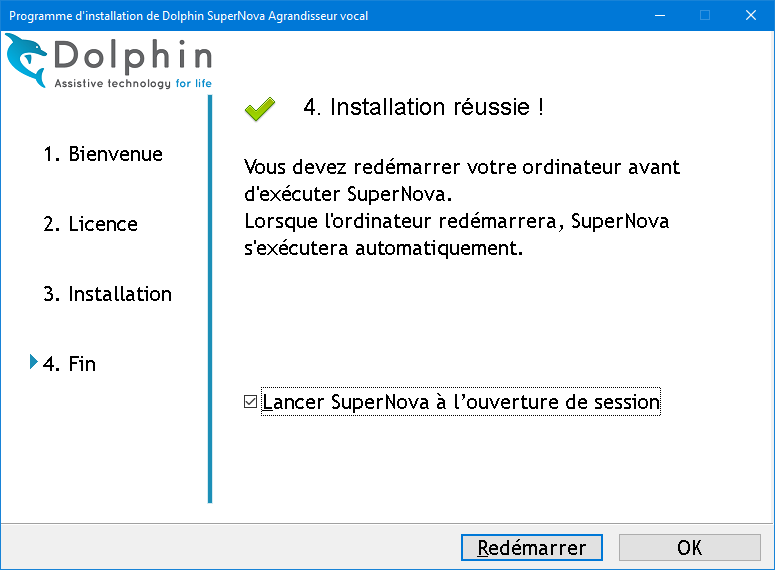 Programme d'installation de Dolphin SuperNova Agrandisseur vocal
Dolphin
Assistive technology for life
1. Bienvenue
2. Licence
3. Installation
4. Fin
4. Installation réussie !
Vous devez redémarrer votre ordinateur avant
d'exécuter SuperNova.
Lorsque l'ordinateur redémarrera, SuperNova
s'exécutera automatiquement.
Lancer SuperNova à l’ouverture de session
Redémarrer
OK